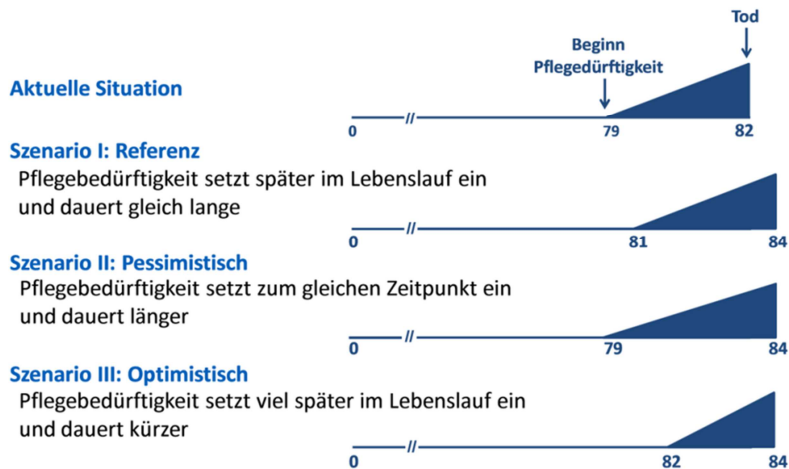 Tod
Beginn
Pflegedürftigkeit
Aktuelle Situation
0 // 79 82
Szenario I: Referenz
Pflegebedürftigkeit setzt später im Lebenslauf ein
und dauert gleich lange
0 // 81 84
Szenario II: Pessimistisch
Pflegebedürftigkeit setzt zum gleichen Zeitpunkt ein
und dauert länger
0 // 79 84
Szenario III: Optimistisch
Pflegebedürftigkeit setzt viel später im Lebenslauf ein
und dauert kürzer
0 // 82 84